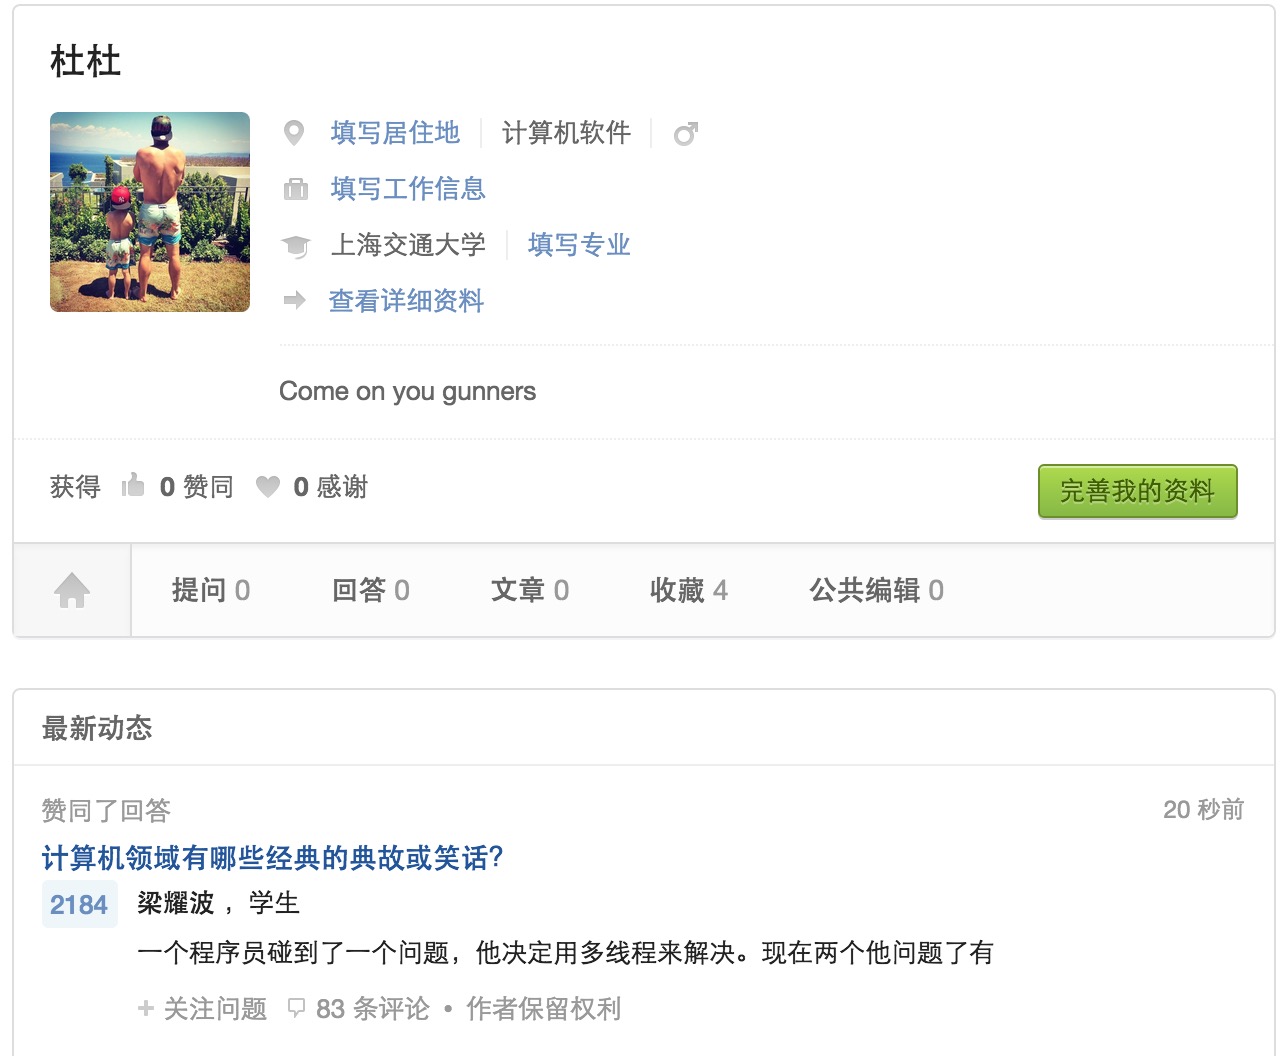 杜杜
填写居住地 计算机软件
填写工作信息
上海交通大学 填写专业
查看详细资料
Come on you gunners
获得 0 赞同 0 感谢 完善我的资料
提问 0 回答 0 文章 0 收藏 4 公共编辑 0
最新动态
赞同了回答 20 秒前
计算机领域有哪些经典的典故或笑话?
2184 梁耀波 ，学生
一个程序员碰到了一个问题，他决定用多线程来解决。现在两个他问题了有
+ 关注问题 83 条评论 • 作者保留权利